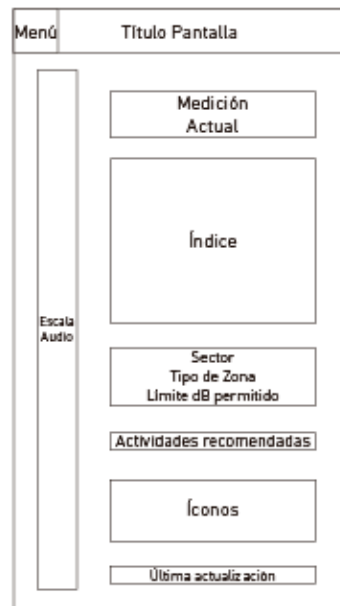 Menú
Título Pantalla
Medición
Actual
Índice
Escala
Audio
Sector
Tipo de Zona
Límite dB permitido
Actividades recomendadas
Íconos
Última actualización